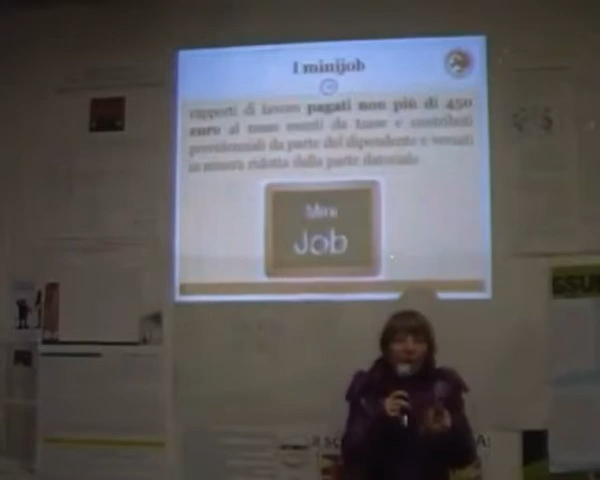 I minijob
rapporti di lavoro pagati non più di 450
euro al mese esenti da tasse e contributi
previdenziali da parte del dipendente e versati
in misura ridotta dalla parte datoriale
Mini
Job